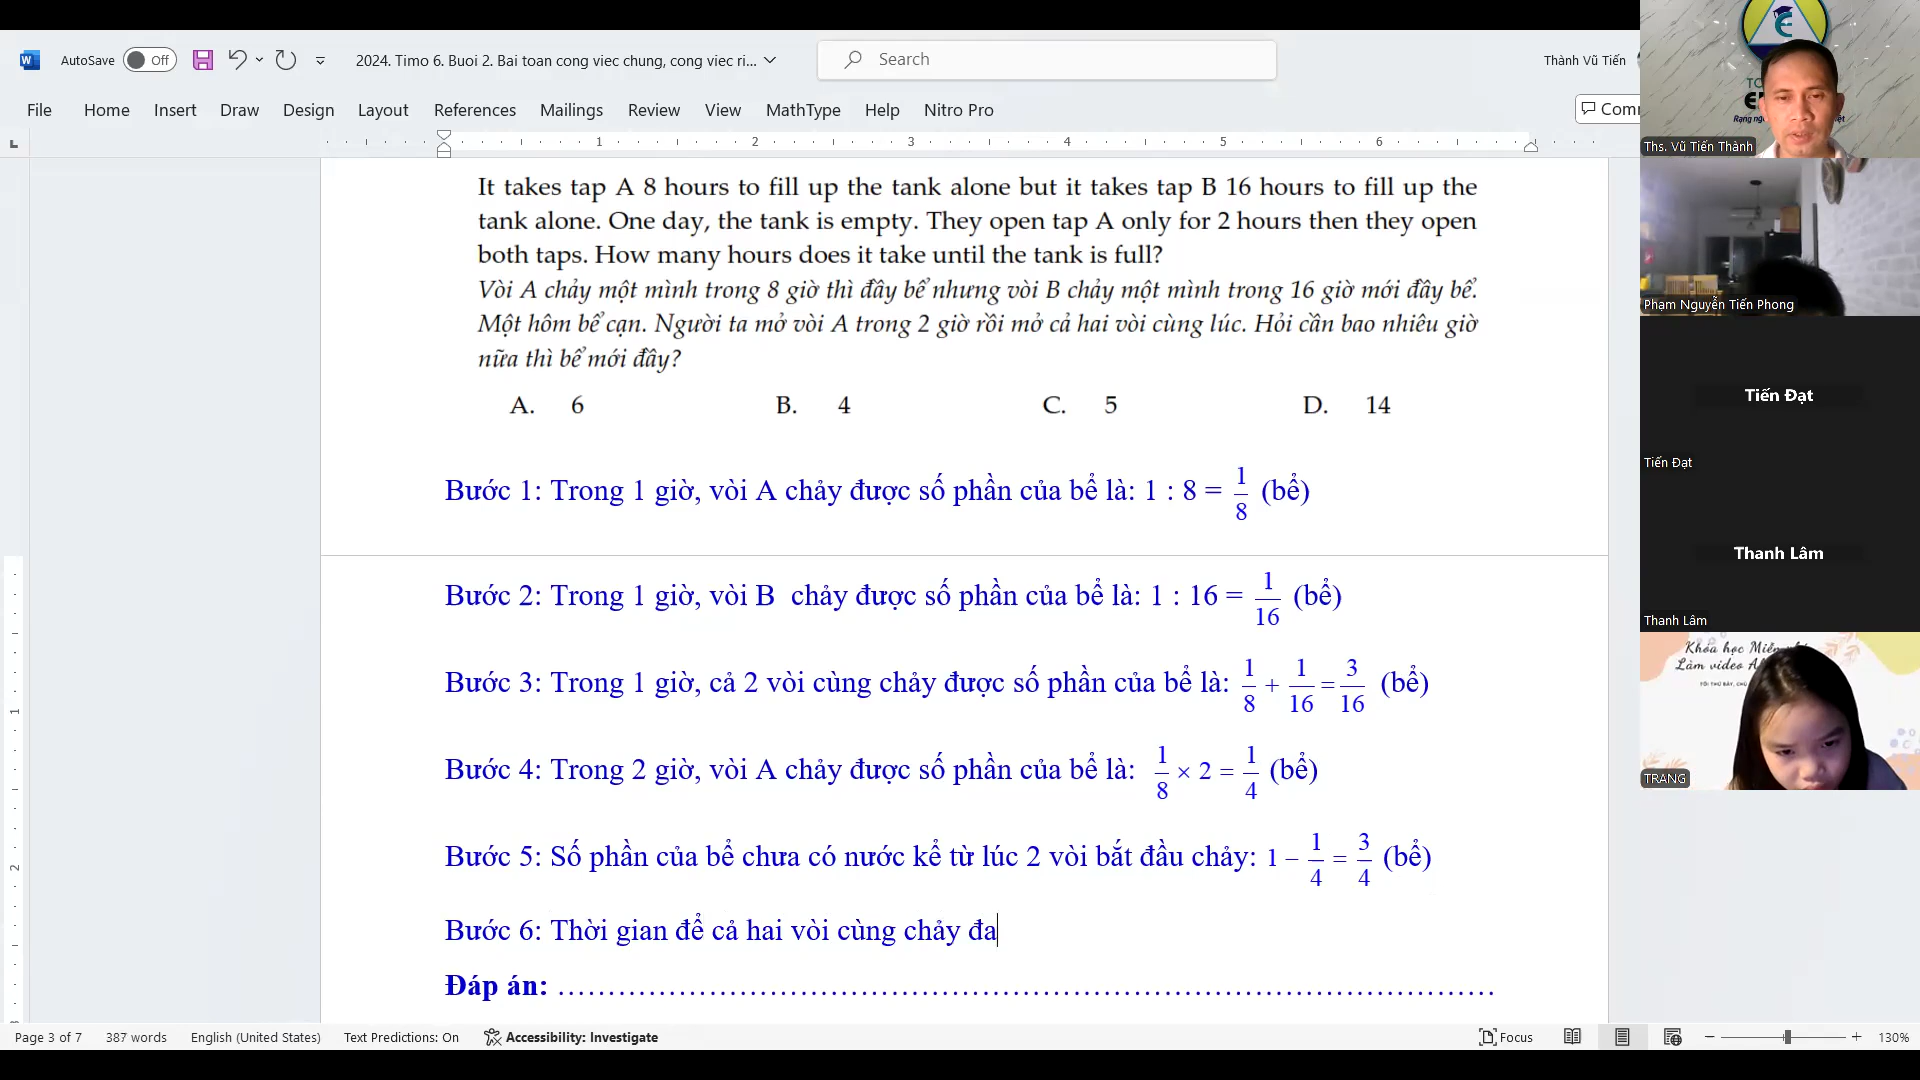 AutoSave Off 2024. Timo 6. Buoi 2. Bai toan cong viec chung, cong viec ri... Search Thành Vũ Tiến
File Home Insert Draw Design Layout References Mailings Review View MathType Help Nitro Pro Comm
1 2 3 4 5 6
It takes tap A 8 hours to fill up the tank alone but it takes tap B 16 hours to fill up the
tank alone. One day, the tank is empty. They open tap A only for 2 hours then they open
both taps. How many hours does it take until the tank is full?
Vòi A chảy một mình trong 8 giờ thì đầy bể nhưng vòi B chảy một mình trong 16 giờ mới đầy bể.
Một hôm bể cạn. Người ta mở vòi A trong 2 giờ rồi mở cả hai vòi cùng lúc. Hỏi cần bao nhiêu giờ
nữa thì bể mới đầy?
A. 6 B. 4 C. 5 D. 14
Bước 1: Trong 1 giờ, vòi A chảy được số phần của bể là: 1 : 8 = 1/8 (bể)
Bước 2: Trong 1 giờ, vòi B chảy được số phần của bể là: 1 : 16 = 1/16 (bể)
Bước 3: Trong 1 giờ, cả 2 vòi cùng chảy được số phần của bể là: 1/8 + 1/16 = 3/16 (bể)
Bước 4: Trong 2 giờ, vòi A chảy được số phần của bể là: 1/8 × 2 = 1/4 (bể)
Bước 5: Số phần của bể chưa có nước kể từ lúc 2 vòi bắt đầu chảy: 1 − 1/4 = 3/4 (bể)
Bước 6: Thời gian để cả hai vòi cùng chảy đa
Đáp án: ....................................................................................
1
2
Page 3 of 7 387 words English (United States) Text Predictions: On Accessibility: Investigate Focus 130%
Ths. Vũ Tiến Thành
Phạm Nguyễn Tiến Phong
Tiến Đạt
Tiến Đạt
Thanh Lâm
Thanh Lâm
Khóa học Miễn
Làm video
TRANG